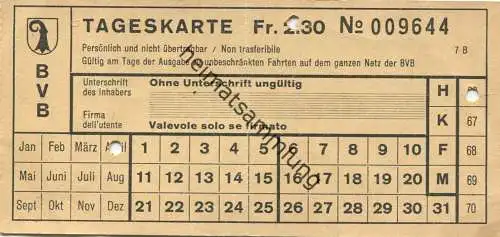 TAGESKARTE Fr. 2.30 No 009644
Persönlich und nicht übertragbar / Non trasferibile 7 B
Gültig am Tage der Ausgabe zu unbeschränkten Fahrten auf dem ganzen Netz der BVB
BVB
Unterschrift des Inhabers
Ohne Unterschrift ungültig
Firma dell'utente
Valevole solo se firmato
heimatsammlung
H
K 67
Jan Feb März April 1 2 3 4 5 6 7 8 9 10 F 68
Mai Juni Juli Aug 11 12 13 14 15 16 17 18 19 20 M 69
Sept Okt Nov Dez 21 22 23 24 25 26 27 28 29 30 31 70